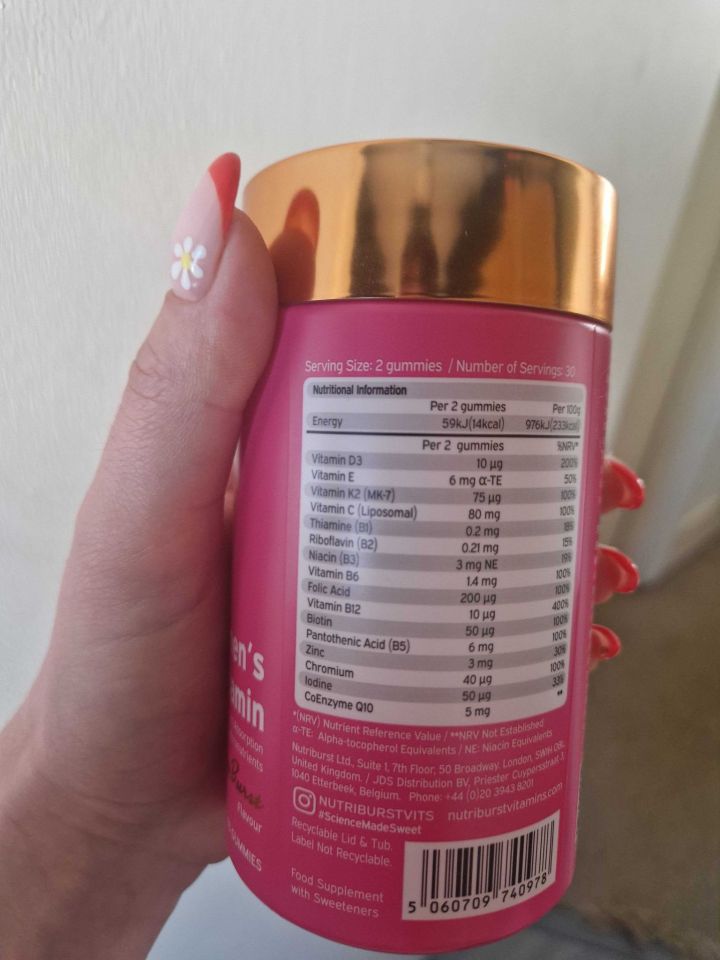 Serving Size: 2 gummies / Number of Servings: 30
Nutritional Information
Per 2 gummies Per 100g
Energy 59kJ(14kcal) 976kJ(233kcal)
Per 2 gummies %NRV*
Vitamin D3 10 µg 200%
Vitamin E 6 mg α-TE 50%
Vitamin K2 (MK-7) 75 µg 100%
Vitamin C (Liposomal) 80 mg 100%
Thiamine (B1) 0.2 mg 18%
Riboflavin (B2) 0.21 mg 15%
Niacin (B3) 3 mg NE 19%
Vitamin B6 1.4 mg 100%
Folic Acid 200 µg 100%
Vitamin B12 10 µg 400%
Biotin 50 µg 100%
Pantothenic Acid (B5) 6 mg 100%
Zinc 3 mg 30%
Chromium 40 µg 100%
Iodine 50 µg 33%
CoEnzyme Q10 5 mg **
*(NRV) Nutrient Reference Value / **NRV Not Established
α-TE: Alpha-tocopherol Equivalents / NE: Niacin Equivalents
Nutriburst Ltd., Suite 1, 7th Floor, 50 Broadway, London, SW1H 0BL,
United Kingdom. / JDS Distribution BV, Priester Cuypersstraat 3,
1040 Etterbeek, Belgium. Phone: +44 (0)20 3943 8201
NUTRIBURSTVITS nutriburstvitamins.com
#ScienceMadeSweet
Recyclable Lid & Tub.
Label Not Recyclable.
Food Supplement
with Sweeteners
5 060709 740978
en's
amin
absorption
nutrients
Burst
flavour
GUMMIES